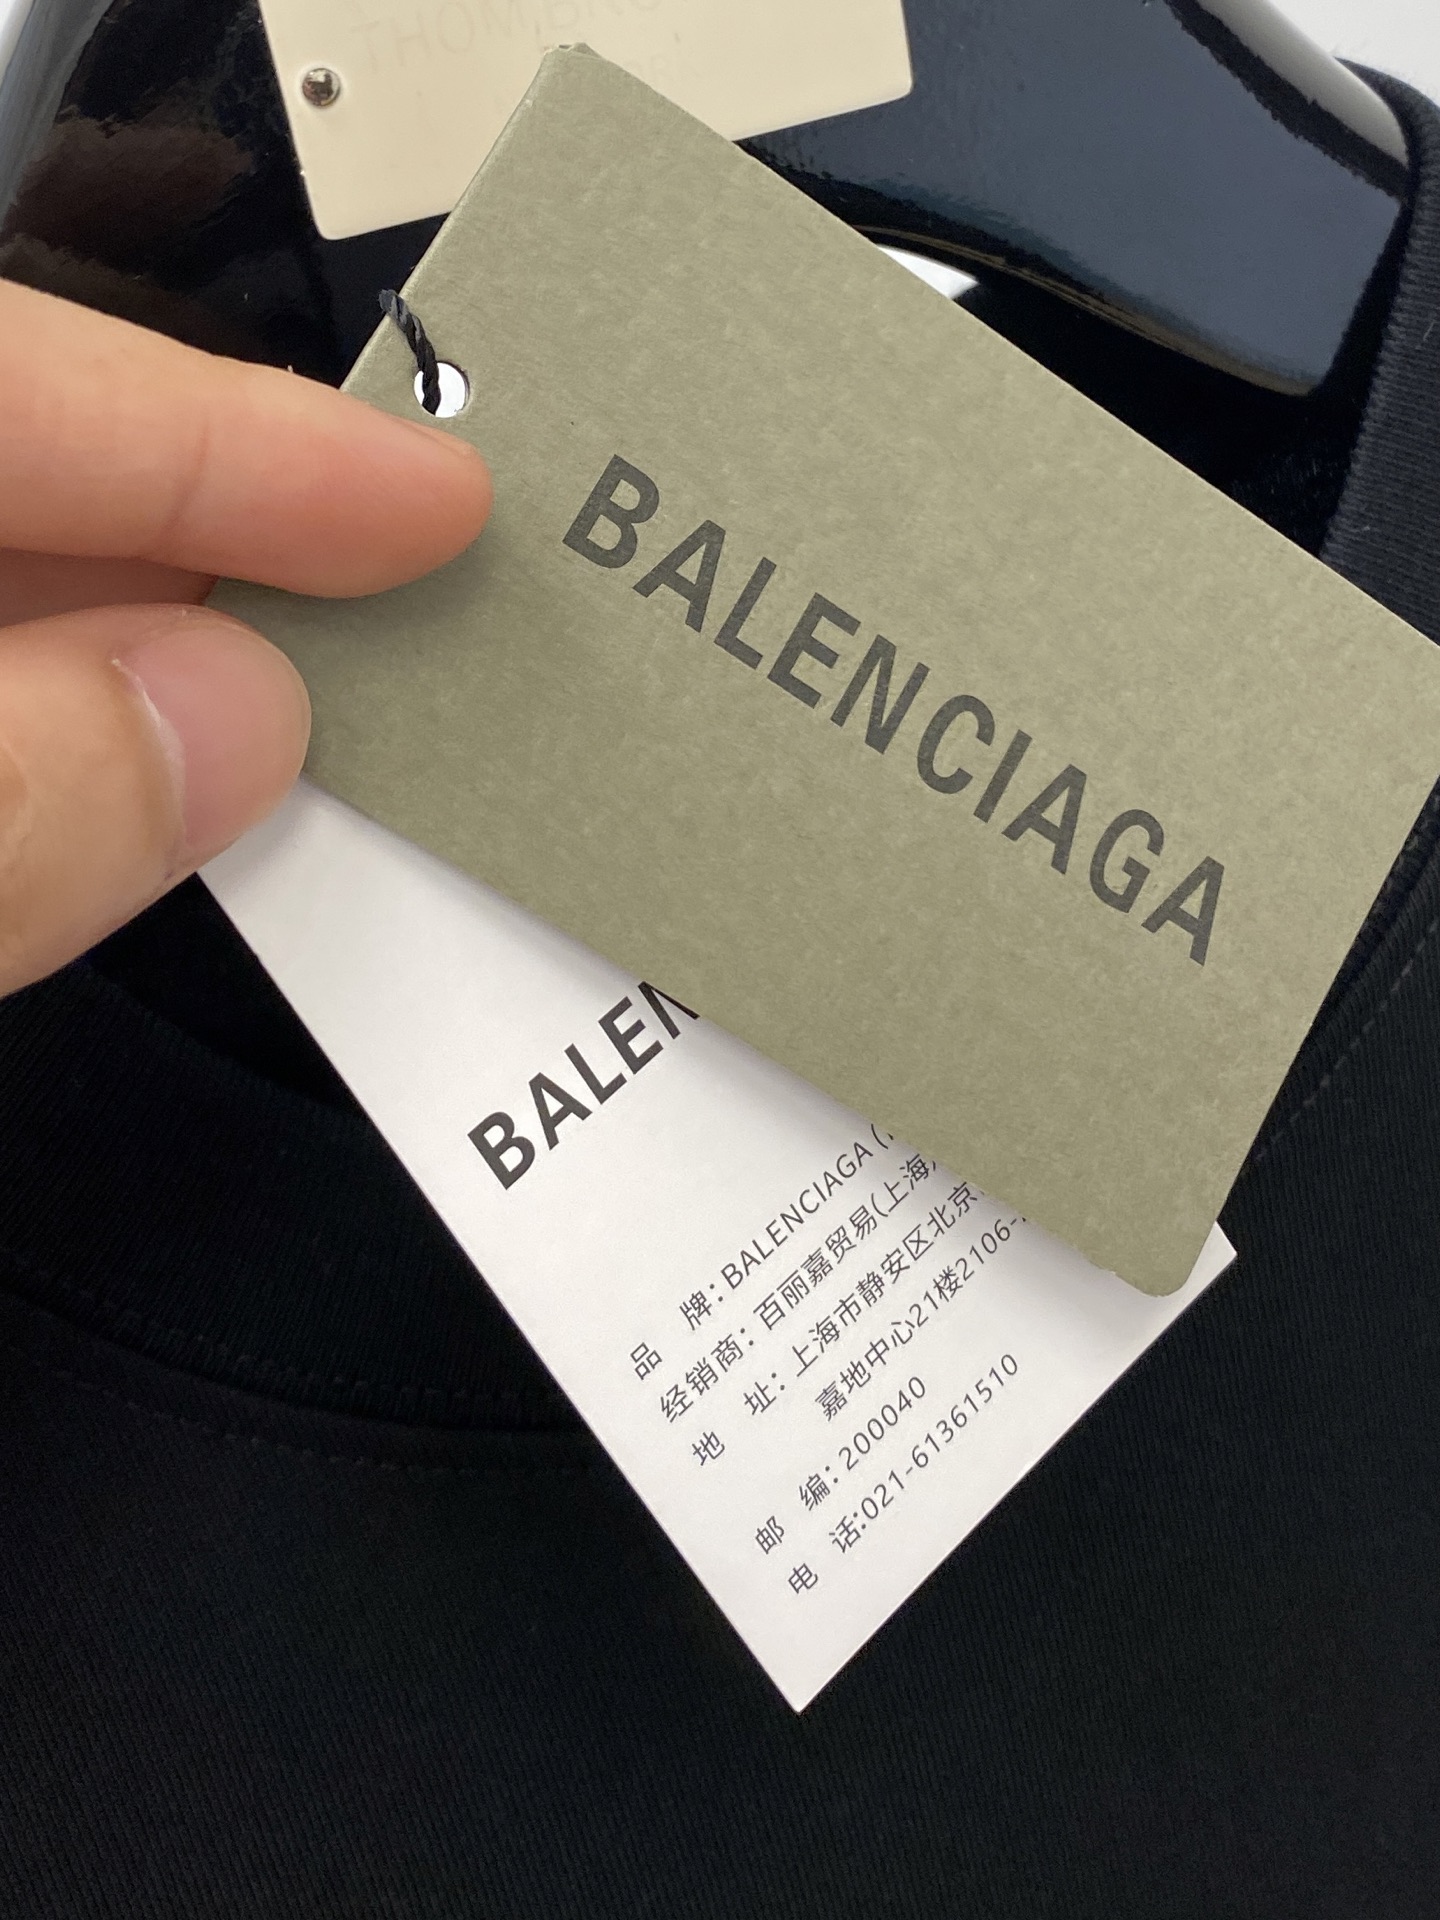 THOM BRO
BALENCIAGA
BALEN
品 牌：BALENCIAGA（
经销商：百丽嘉贸易(上海
地 址：上海市静安区北京
嘉地中心21楼2106-
邮 编：200040
电 话：021-61361510